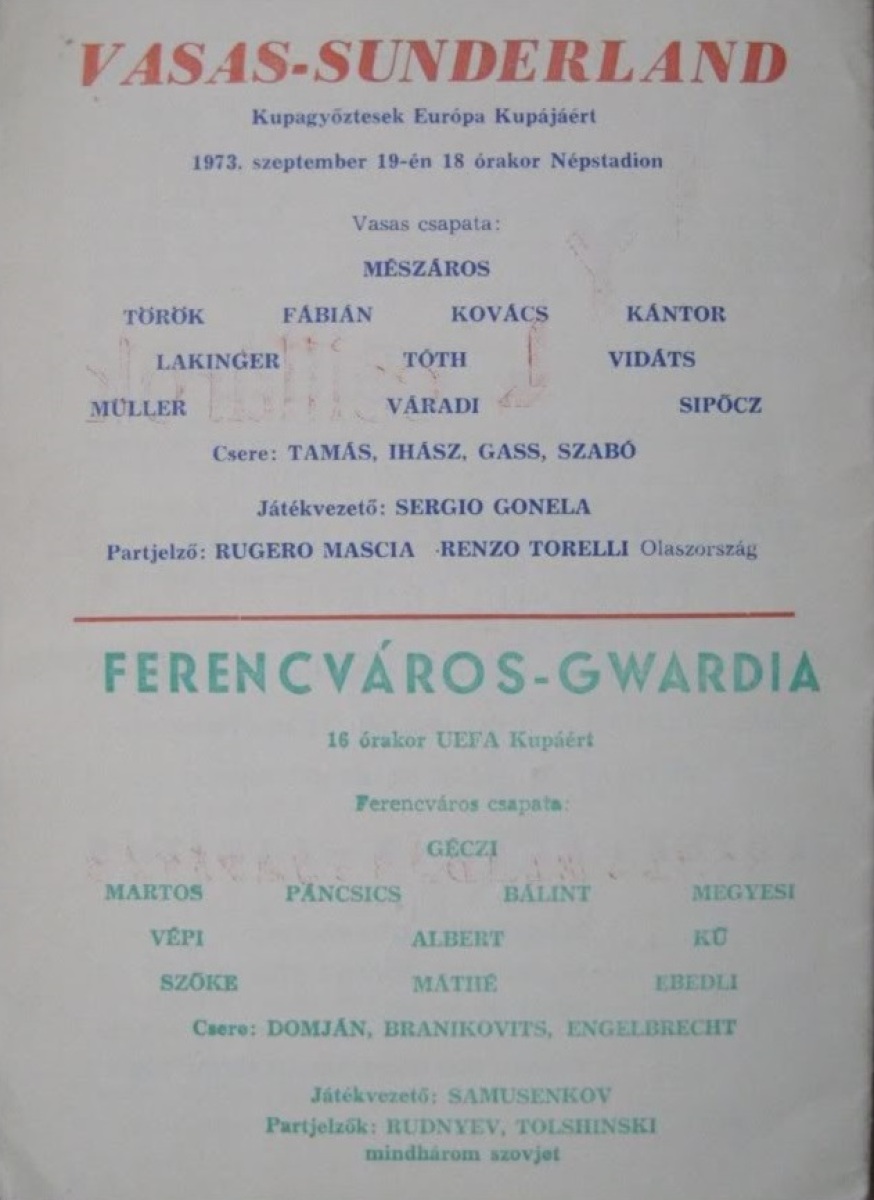 VASAS-SUNDERLAND
Kupagyőztesek Európa Kupájáért
1973. szeptember 19-én 18 órakor Népstadion
Vasas csapata:
MÉSZÁROS
TÖRÖK FÁBIÁN KOVÁCS KÁNTOR
LAKINGER TÓTH VIDÁTS
MÜLLER VÁRADI SIPŐCZ
Csere: TAMÁS, IHÁSZ, GASS, SZABÓ
Játékvezető: SERGIO GONELA
Partjelző: RUGERO MASCIA -RENZO TORELLI Olaszország
FERENCVÁROS-GWARDIA
16 órakor UEFA Kupáért
Ferencváros csapata:
GÉCZI
MARTOS PÁNCSICS BÁLINT MEGYESI
VÉPI ALBERT KŰ
SZŐKE MÁTHÉ EBEDLI
Csere: DOMJÁN, BRANIKOVITS, ENGELBRECHT
Játékvezető: SAMUSENKOV
Partjelzők: RUDNYEV, TOLSHINSKI
mindhárom szovjet